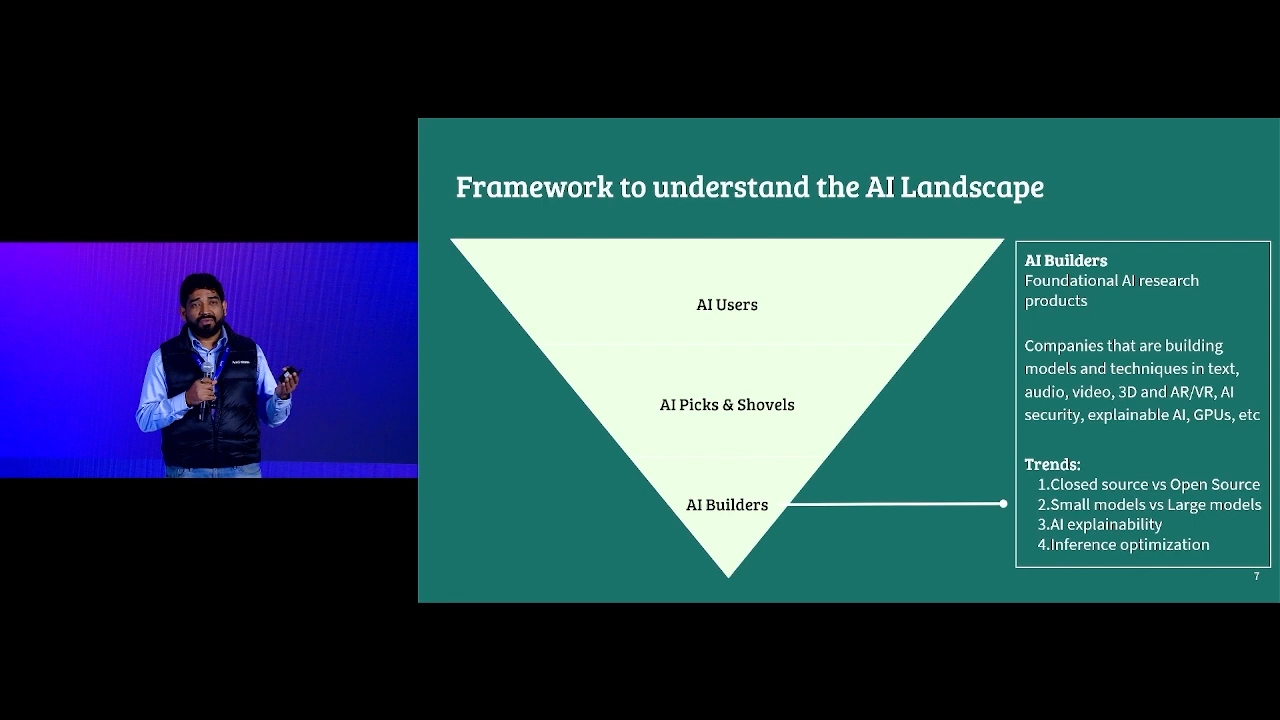 Framework to understand the AI Landscape
AI Users
AI Picks & Shovels
AI Builders
AI Builders
Foundational AI research
products
Companies that are building
models and techniques in text,
audio, video, 3D and AR/VR, AI
security, explainable AI, GPUs, etc
Trends:
1.Closed source vs Open Source
2.Small models vs Large models
3.AI explainability
4.Inference optimization
7